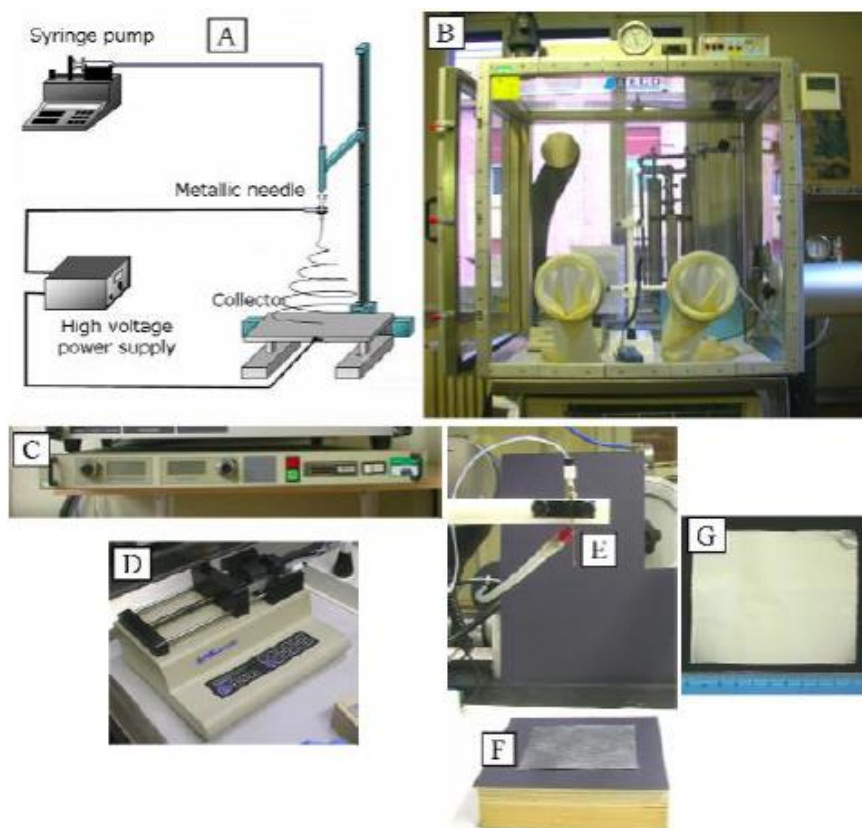 A
Syringe pump
Metallic needle
Collector
High voltage
power supply
B
C
D
E
F
G